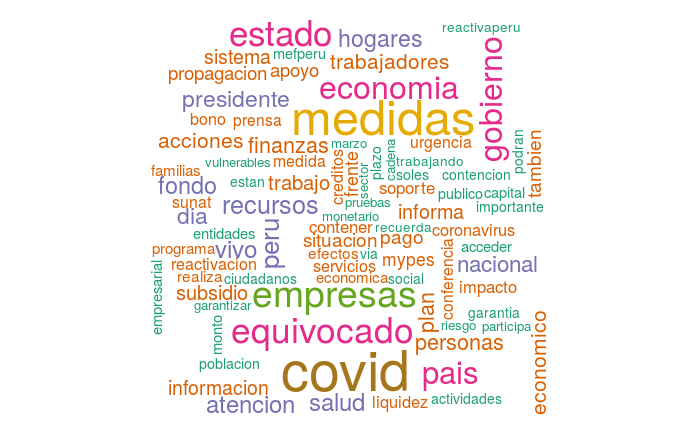 reactivaperu
estado
hogares
sistema
mefperu
trabajadores
propagacion
apoyo
economia
gobierno
presidente
medidas
bono
prensa
acciones
finanzas
marzo
urgencia
podran
tambien
vulnerables
medida
creditos
frente
plazo
cadena
trabajando
familias
fondo
estan
trabajo
sector
soles
contencion
soporte
publico
capital
sunat
dia
recursos
pruebas
informa
importante
monetario
entidades
peru
contener
recuerda
coronavirus
programa
vivo
situacion
pago
acceder
efectos
via
mypes
conferencia
nacional
reactivacion
servicios
empresarial
realiza
ciudadanos
economica
social
subsidio
empresas
plan
impacto
garantizar
garantia
monto
equivocado
riesgo
participa
personas
economico
poblacion
covid
pais
informacion
atencion
salud
liquidez
actividades